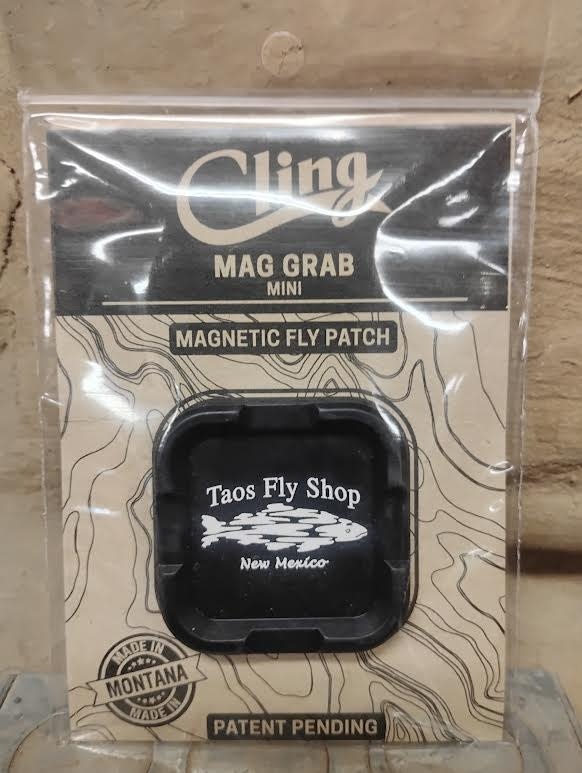 Cling
MAG GRAB
MINI
MAGNETIC FLY PATCH
Taos Fly Shop
New Mexico
MADE IN
MONTANA
MADE IN
PATENT PENDING